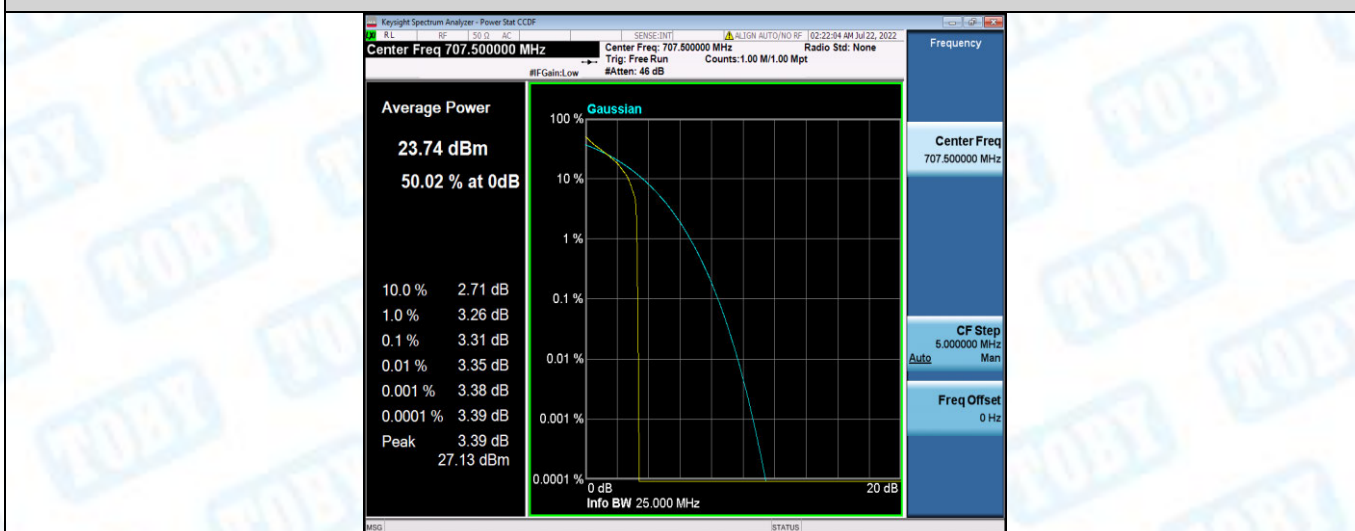 Keysight Spectrum Analyzer - Power Stat CCDF
RL RF 50 Ω AC SENSE:INT ALIGN AUTO/NO RF 02:22:04 AM Jul 22, 2022
Center Freq 707.500000 MHz
Center Freq: 707.500000 MHz Radio Std: None
Trig: Free Run Counts:1.00 M/1.00 Mpt
#IFGain:Low #Atten: 46 dB
Frequency
Average Power
23.74 dBm
50.02 % at 0dB
10.0 % 2.71 dB
1.0 % 3.26 dB
0.1 % 3.31 dB
0.01 % 3.35 dB
0.001 % 3.38 dB
0.0001 % 3.39 dB
Peak 3.39 dB
27.13 dBm
Gaussian
100 %
10 %
1 %
0.1 %
0.01 %
0.001 %
0.0001 %
0 dB 20 dB
Info BW 25.000 MHz
Center Freq
707.500000 MHz
CF Step
5.000000 MHz
Auto Man
Freq Offset
0 Hz
MSG STATUS
TOBY
TOBY
TOBY
TOBY
TOBY
TOBY